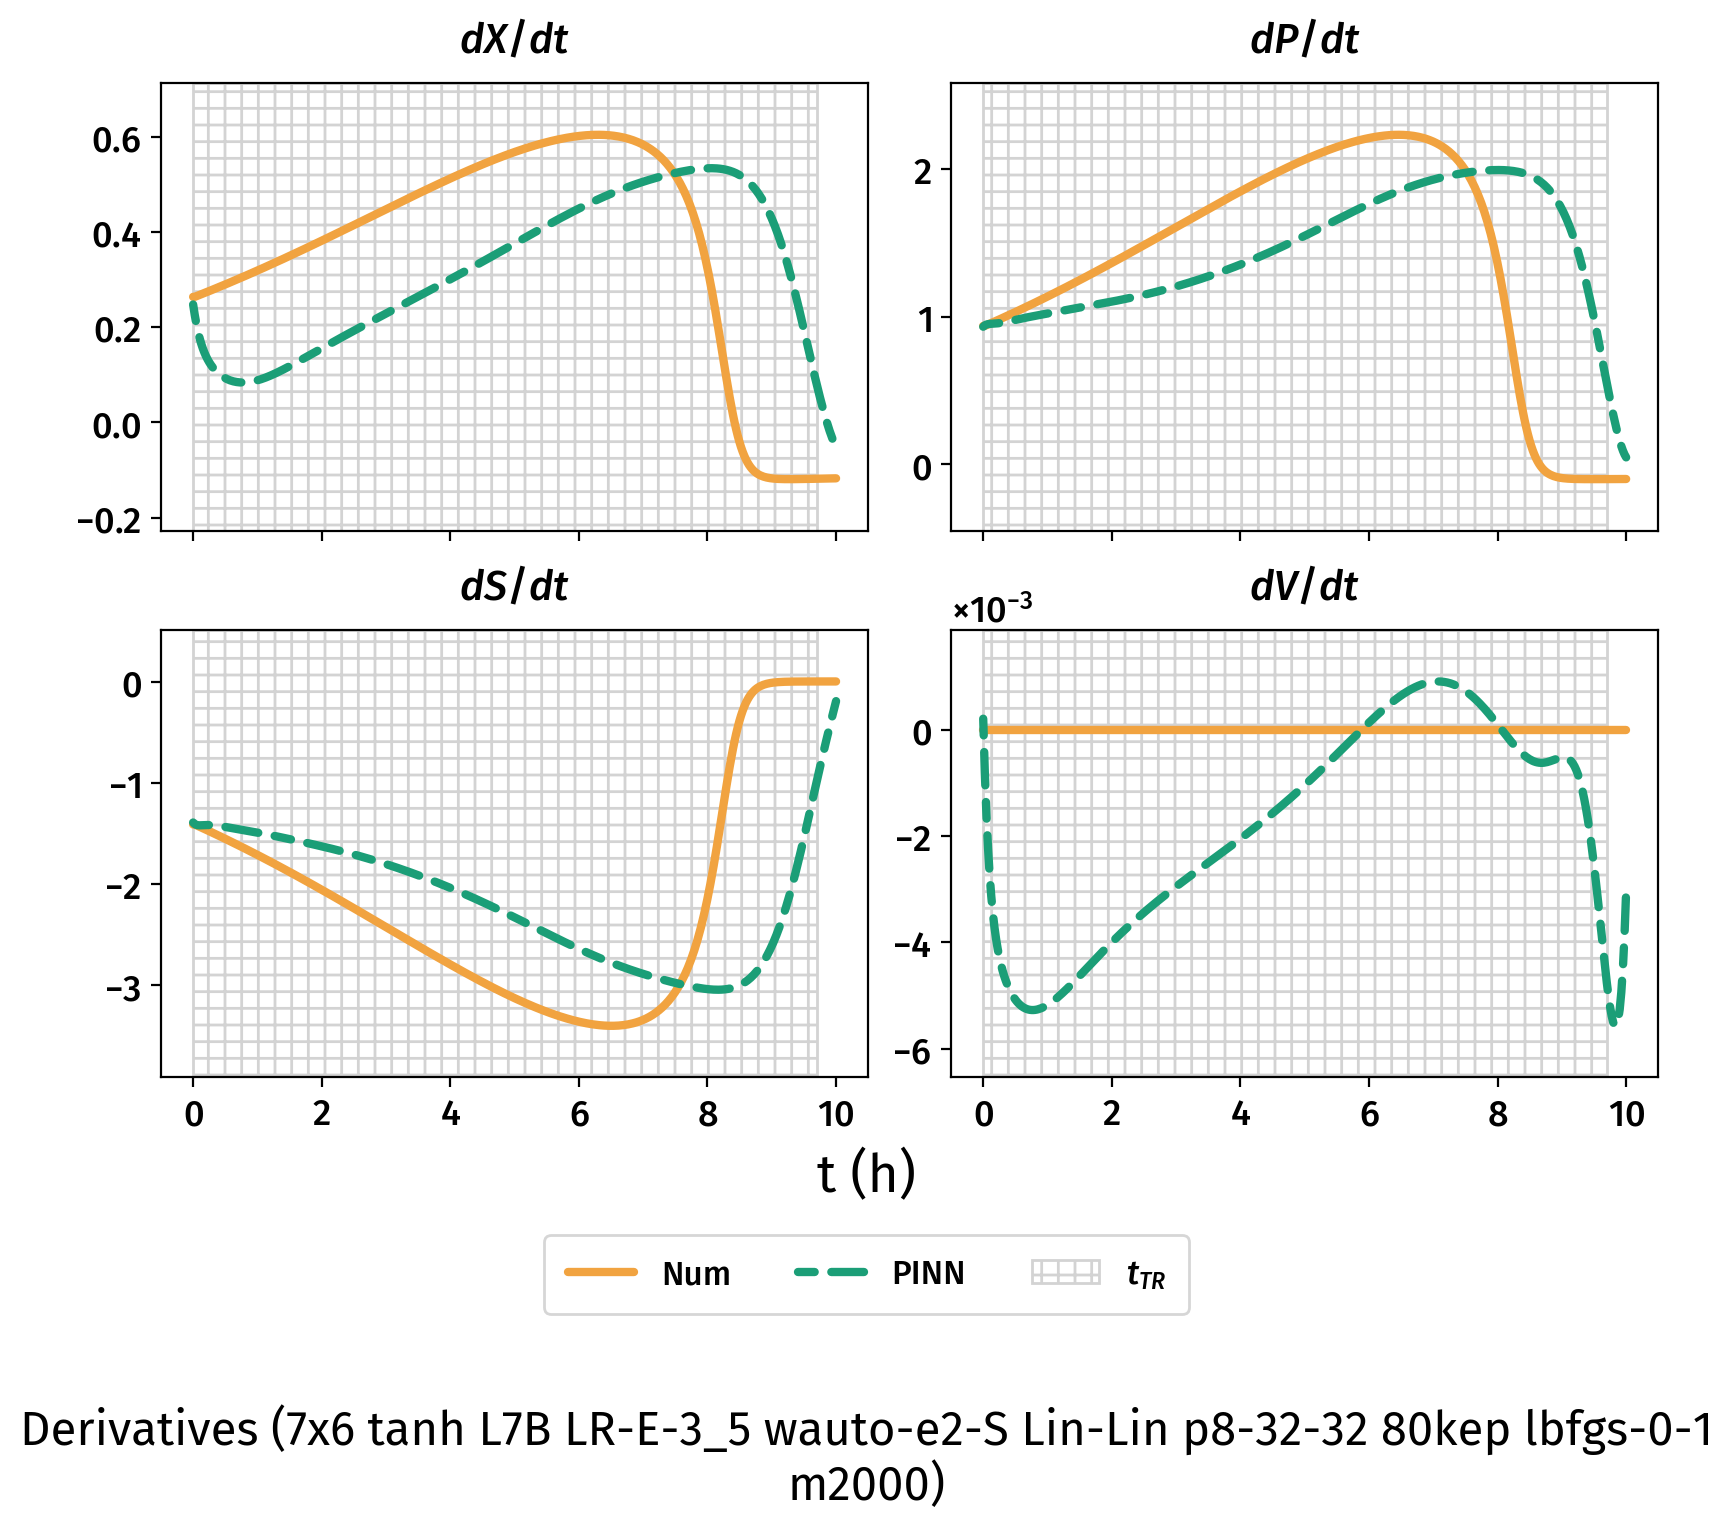 dX/dt
dP/dt
0.6
0.4
0.2
0.0
−0.2
2
1
0
dS/dt
dV/dt
×10⁻³
0
−1
−2
−3
0
−2
−4
−6
0 2 4 6 8 10
0 2 4 6 8 10
t (h)
Num PINN t_TR
Derivatives (7x6 tanh L7B LR-E-3_5 wauto-e2-S Lin-Lin p8-32-32 80kep lbfgs-0-1
m2000)